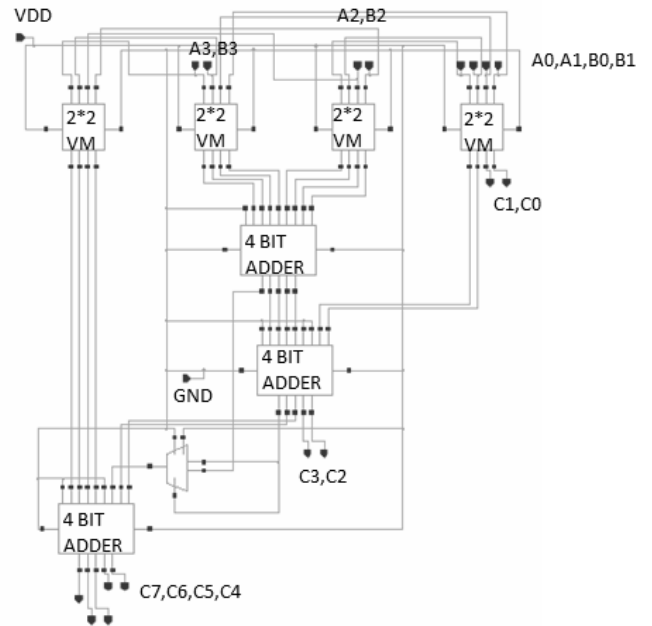 VDD
A2,B2
A3,B3
A0,A1,B0,B1
2*2
VM
2*2
VM
2*2
VM
2*2
VM
C1,C0
4 BIT
ADDER
4 BIT
ADDER
GND
C3,C2
4 BIT
ADDER
C7,C6,C5,C4